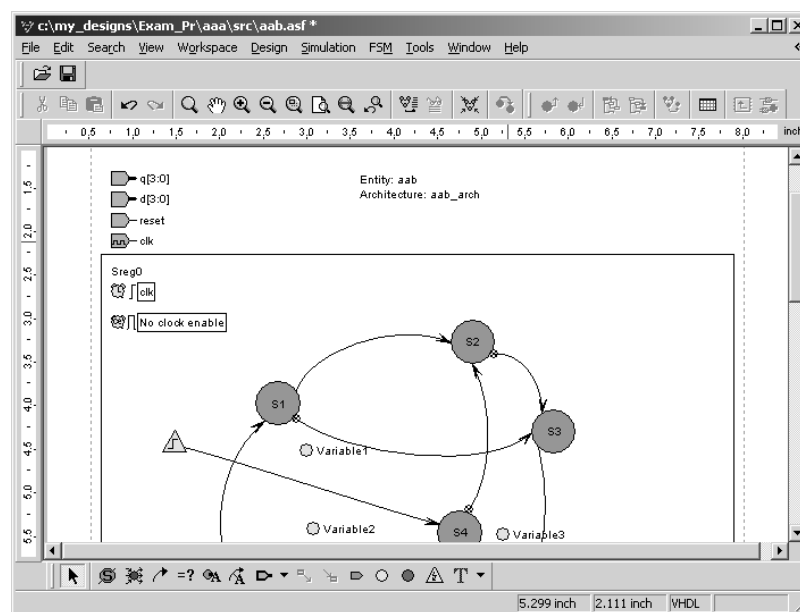 c:\my_designs\Exam_Pr\aaa\src\aab.asf *
File Edit Search View Workspace Design Simulation FSM Tools Window Help
0,5 1,0 1,5 2,0 2,5 3,0 3,5 4,0 4,5 5,0 5,5 6,0 6,5 7,0 7,5 8,0 inch
1,5
2,0
2,5
3,0
3,5
4,0
4,5
5,0
5,5
q[3:0]
d[3:0]
reset
clk
Entity: aab
Architecture: aab_arch
Sreg0
clk
No clock enable
S2
S1
S3
Variable1
Variable2
S4
Variable3
=?
T
5.299 inch 2.111 inch VHDL